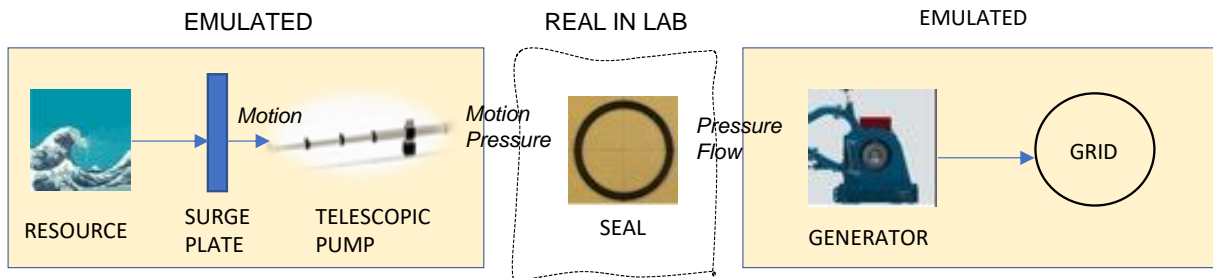 EMULATED
REAL IN LAB
EMULATED
Motion
Motion
Pressure
Pressure
Flow
GRID
RESOURCE
SURGE
PLATE
TELESCOPIC
PUMP
SEAL
GENERATOR